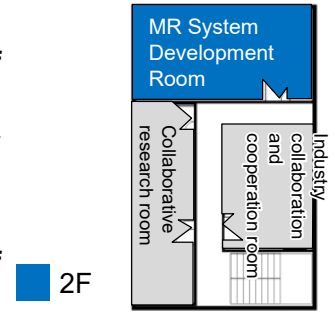 MR System
Development
Room
Collaborative
research room
Industry
collaboration
and
cooperation room
2F